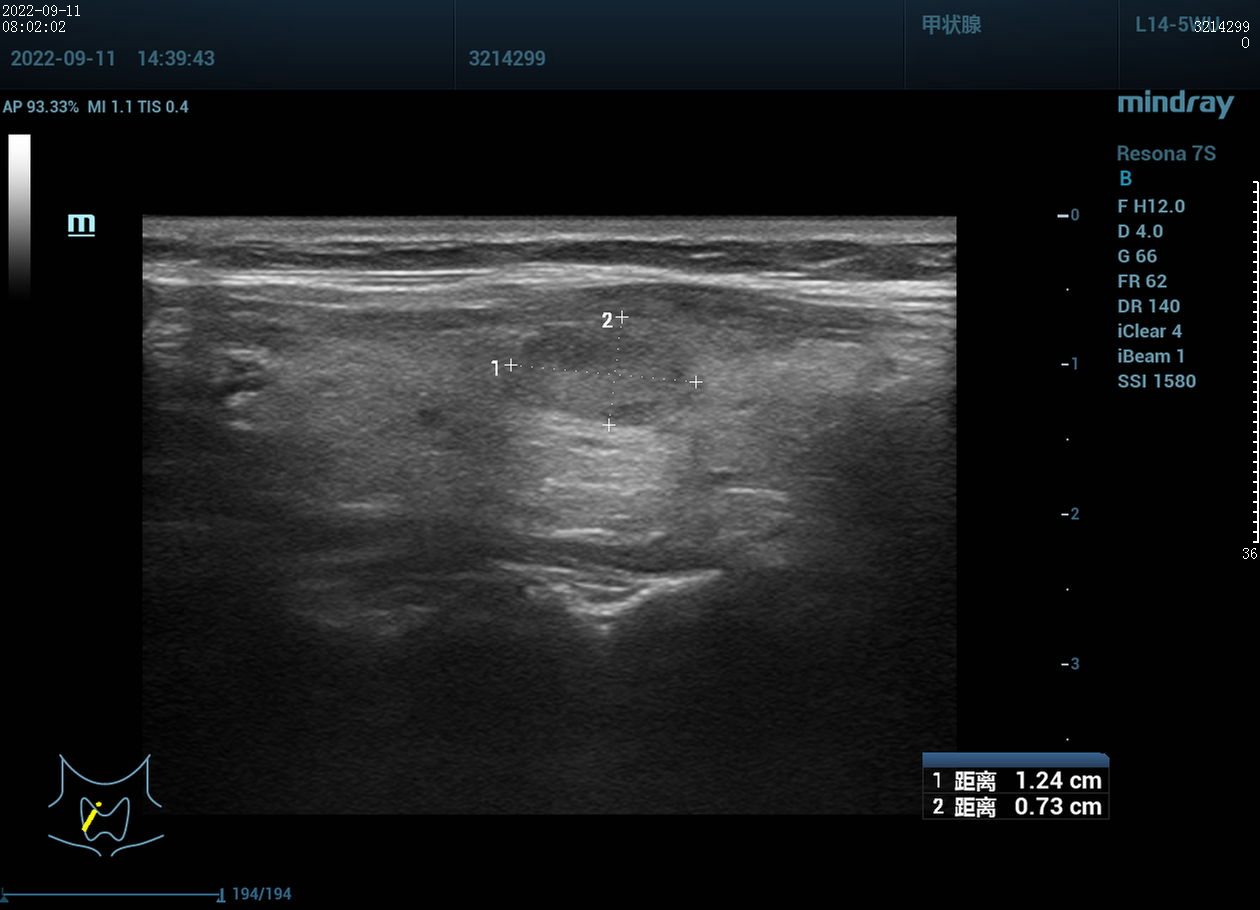 2022-09-11
08:02:02
2022-09-11 14:39:43
3214299
甲状腺
3214299
0
AP 93.33% MI 1.1 TIS 0.4
mindray
Resona 7S
B
F H12.0
D 4.0
G 66
FR 62
DR 140
iClear 4
iBeam 1
SSI 1580
m
0
1
2
3
2
1
36
1 距离 1.24 cm
2 距离 0.73 cm
194/194